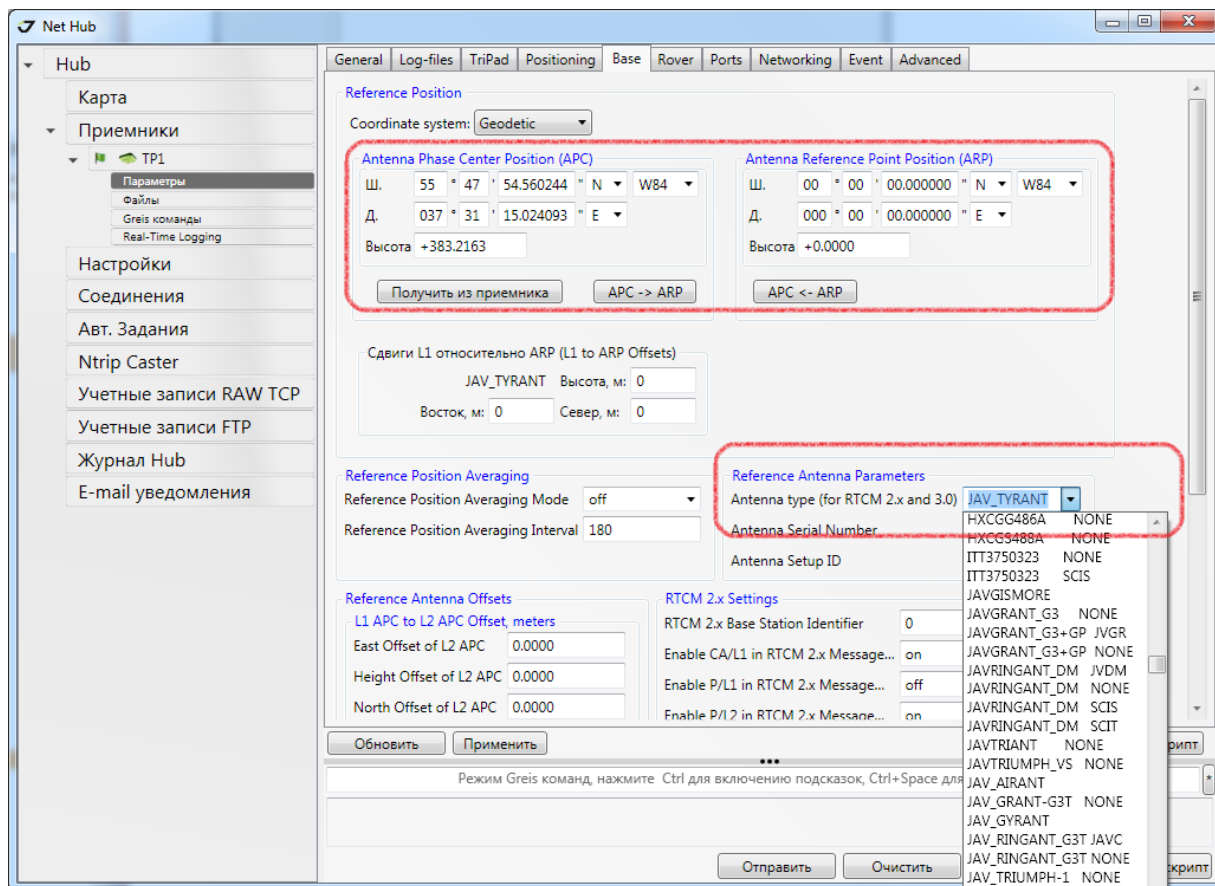 Net Hub
Hub
Карта
Приемники
TP1
Параметры
Файлы
Greis команды
Real-Time Logging
Настройки
Соединения
Авт. Задания
Ntrip Caster
Учетные записи RAW TCP
Учетные записи FTP
Журнал Hub
E-mail уведомления
General Log-files TriPad Positioning Base Rover Ports Networking Event Advanced
Reference Position
Coordinate system: Geodetic
Antenna Phase Center Position (APC)
Ш. 55 ° 47 ' 54.560244 " N W84
Д. 037 ° 31 ' 15.024093 " E
Высота +383.2163
Получить из приемника APC -> ARP
Antenna Reference Point Position (ARP)
Ш. 00 ° 00 ' 00.000000 " N W84
Д. 000 ° 00 ' 00.000000 " E
Высота +0.0000
APC <- ARP
Сдвиги L1 относительно ARP (L1 to ARP Offsets)
JAV_TYRANT Высота, м: 0
Восток, м: 0 Север, м: 0
Reference Position Averaging
Reference Position Averaging Mode off
Reference Position Averaging Interval 180
Reference Antenna Parameters
Antenna type (for RTCM 2.x and 3.0) JAV_TYRANT
Antenna Serial Number
Antenna Setup ID
HXCGG486A NONE
HXCGS488A NONE
ITT3750323 NONE
ITT3750323 SCIS
JAVGISMORE
JAVGRANT_G3 NONE
JAVGRANT_G3+GP JVGR
JAVGRANT_G3+GP NONE
JAVRINGANT_DM JVDM
JAVRINGANT_DM NONE
JAVRINGANT_DM SCIS
JAVRINGANT_DM SCIT
JAVTRIANT NONE
JAVTRIUMPH_VS NONE
JAV_AIRANT
JAV_GRANT-G3T NONE
JAV_GYRANT
JAV_RINGANT_G3T JAVC
JAV_RINGANT_G3T NONE
JAV_TRIUMPH-1 NONE
Reference Antenna Offsets
L1 APC to L2 APC Offset, meters
East Offset of L2 APC 0.0000
Height Offset of L2 APC 0.0000
North Offset of L2 APC 0.0000
RTCM 2.x Settings
RTCM 2.x Base Station Identifier 0
Enable CA/L1 in RTCM 2.x Message... on
Enable P/L1 in RTCM 2.x Message... off
Enable P/L2 in RTCM 2.x Message... on
Обновить Применить рипт
Режим Greis команд, нажмите Ctrl для включению подсказок, Ctrl+Space для
*
Отправить Очистить скрипт